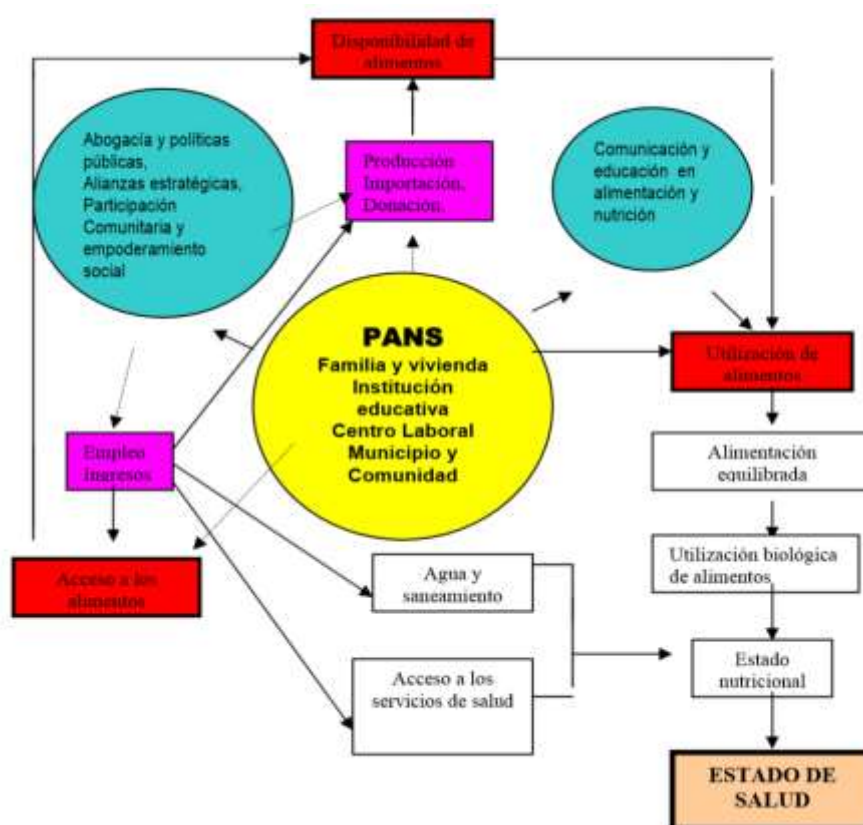 Disponibilidad de
alimentos
Abogacía y políticas
públicas,
Alianzas estratégicas,
Participación
Comunitaria y
empoderamiento
social
Producción
Importación,
Donación.
Comunicación y
educación en
alimentación y
nutrición
PANS
Familia y vivienda
Institución
educativa
Centro Laboral
Municipio y
Comunidad
Utilización de
alimentos
Empleo
ingresos
Alimentación
equilibrada
Acceso a los
alimentos
Agua y
saneamiento
Utilización biológica
de alimentos
Acceso a los
servicios de salud
Estado
nutricional
ESTADO DE
SALUD